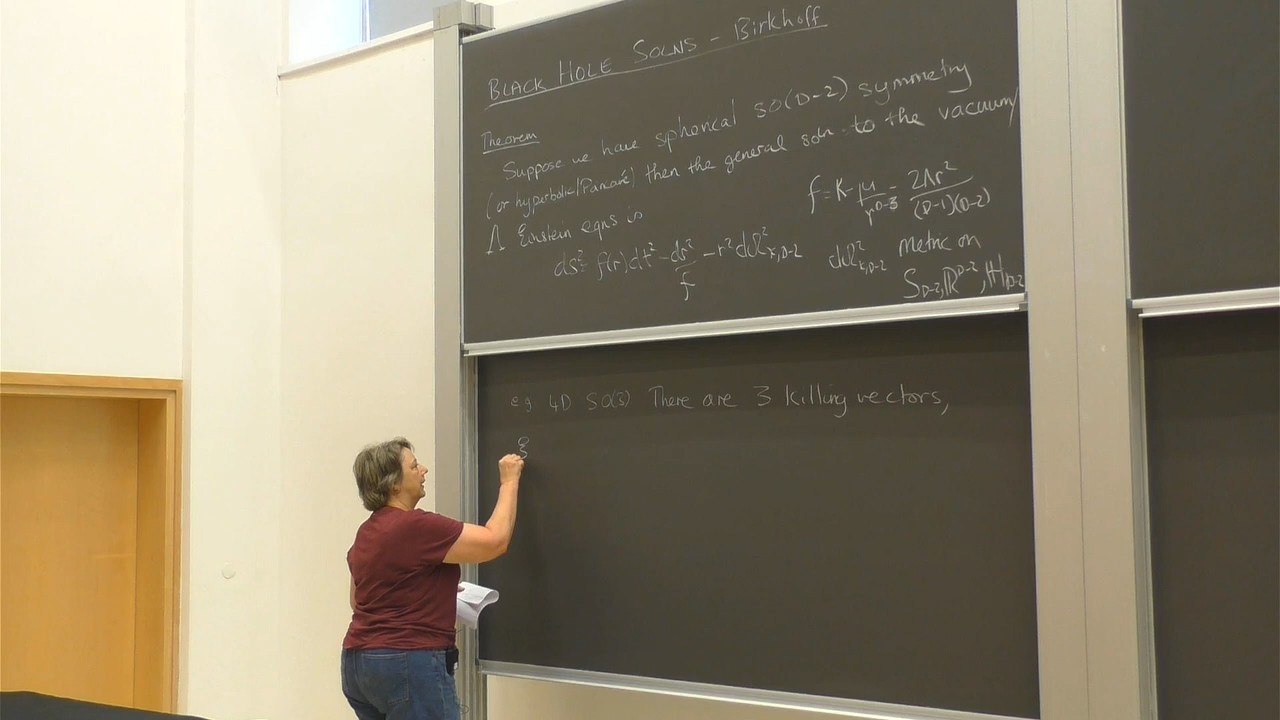 BLACK HOLE SOLNS - Birkhoff
Theorem
Suppose we have spherical SO(D-2) symmetry
(or hyperbolic/Poincaré) then the general soln to the vacuum/
Λ Einstein eqns is
f = K - μ/r^{D-3} - 2Λr²/(D-1)(D-2)
ds² = f(r)dt² - dr²/f - r²dΩ²_{κ,D-2}
dΩ²_{κ,D-2} metric on
S_{D-2}, ℝ^{D-2}, ℍ_{D-2}
eg 4D SO(3) There are 3 killing vectors,
ξ